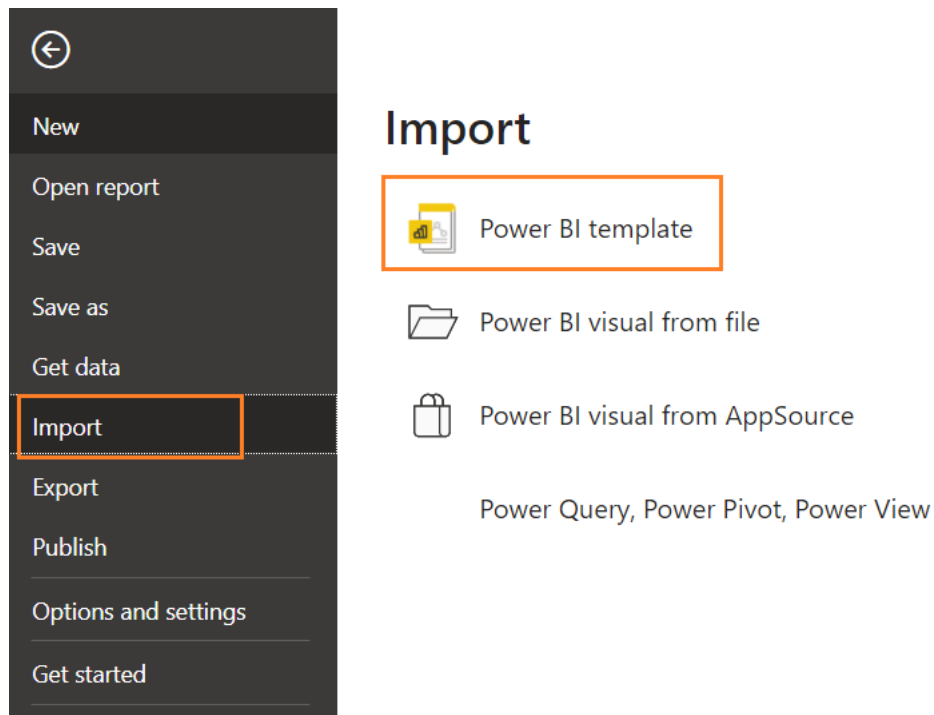 New
Open report
Save
Save as
Get data
Import
Export
Publish
Options and settings
Get started
Import
Power BI template
Power BI visual from file
Power BI visual from AppSource
Power Query, Power Pivot, Power View